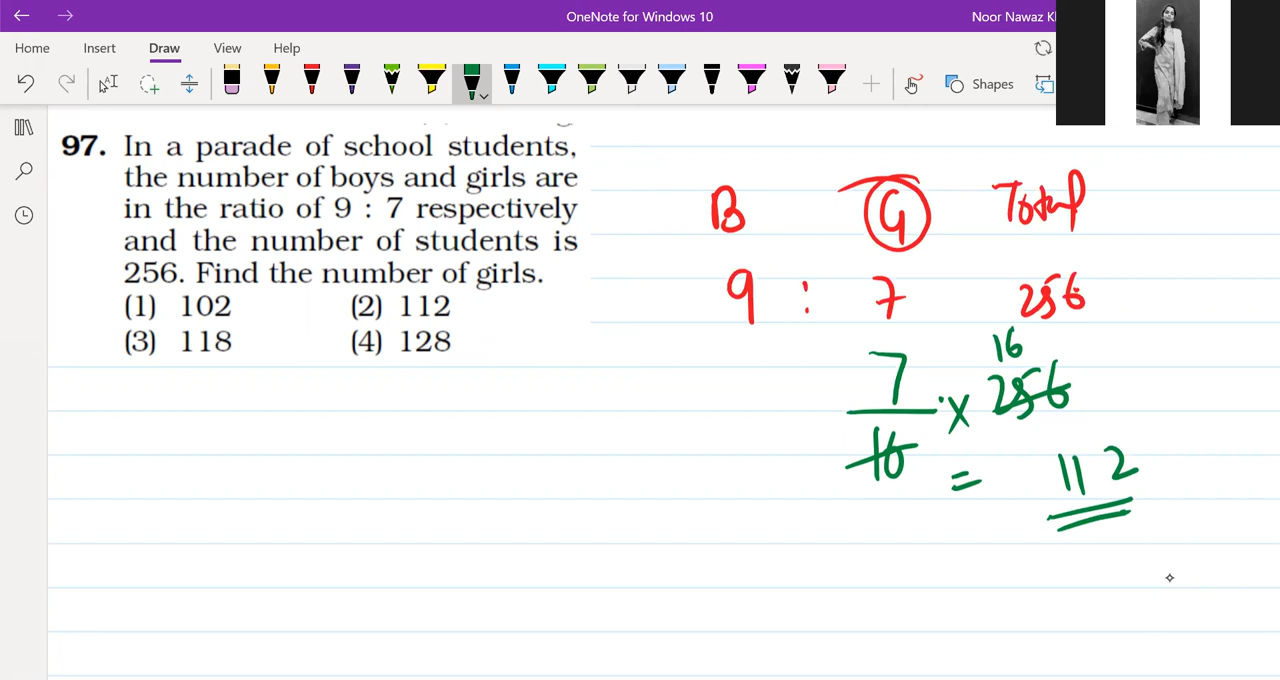 OneNote for Windows 10
Noor Nawaz Kh
Home Insert Draw View Help
Shapes
97. In a parade of school students,
the number of boys and girls are
in the ratio of 9 : 7 respectively
and the number of students is
256. Find the number of girls.
(1) 102 (2) 112
(3) 118 (4) 128
B G Total
9 : 7 256
16
7
× 256
16
= 112